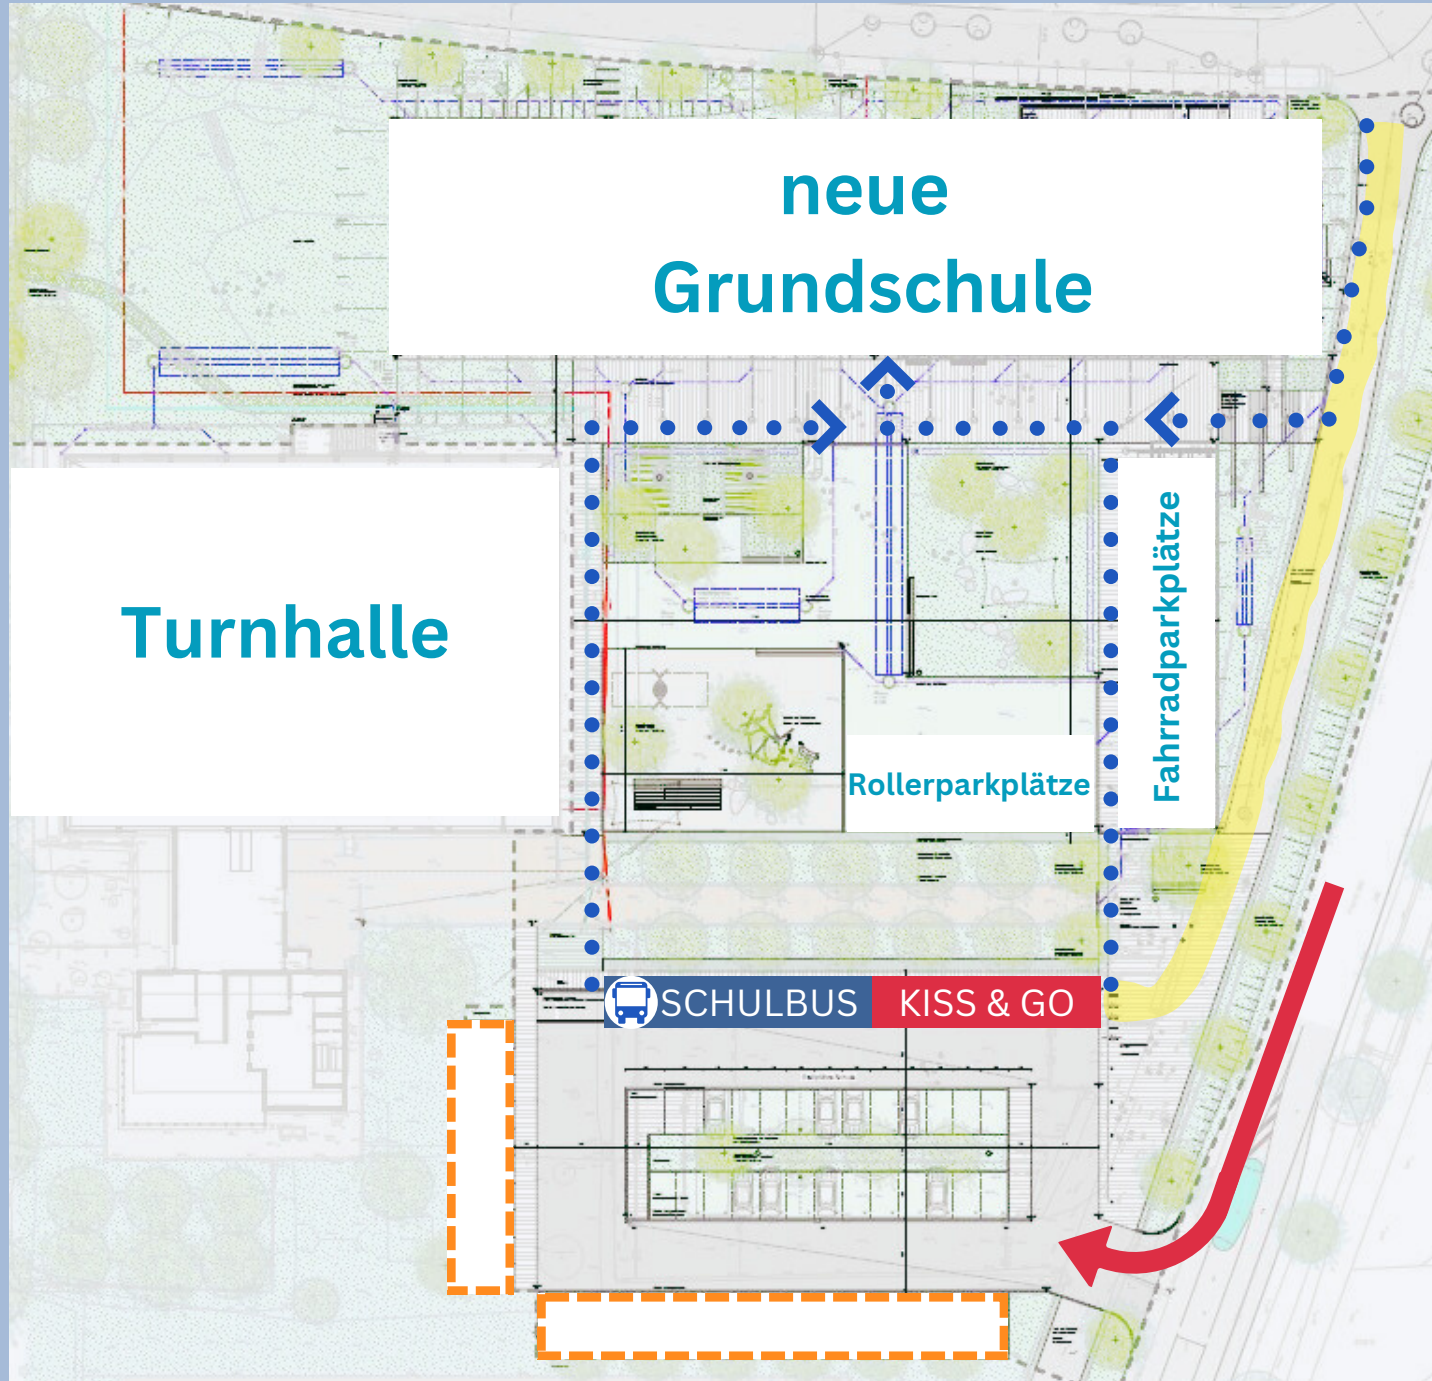 neue
Grundschule
Turnhalle
Fahrradparkplätze
Rollerparkplätze
SCHULBUS
KISS & GO